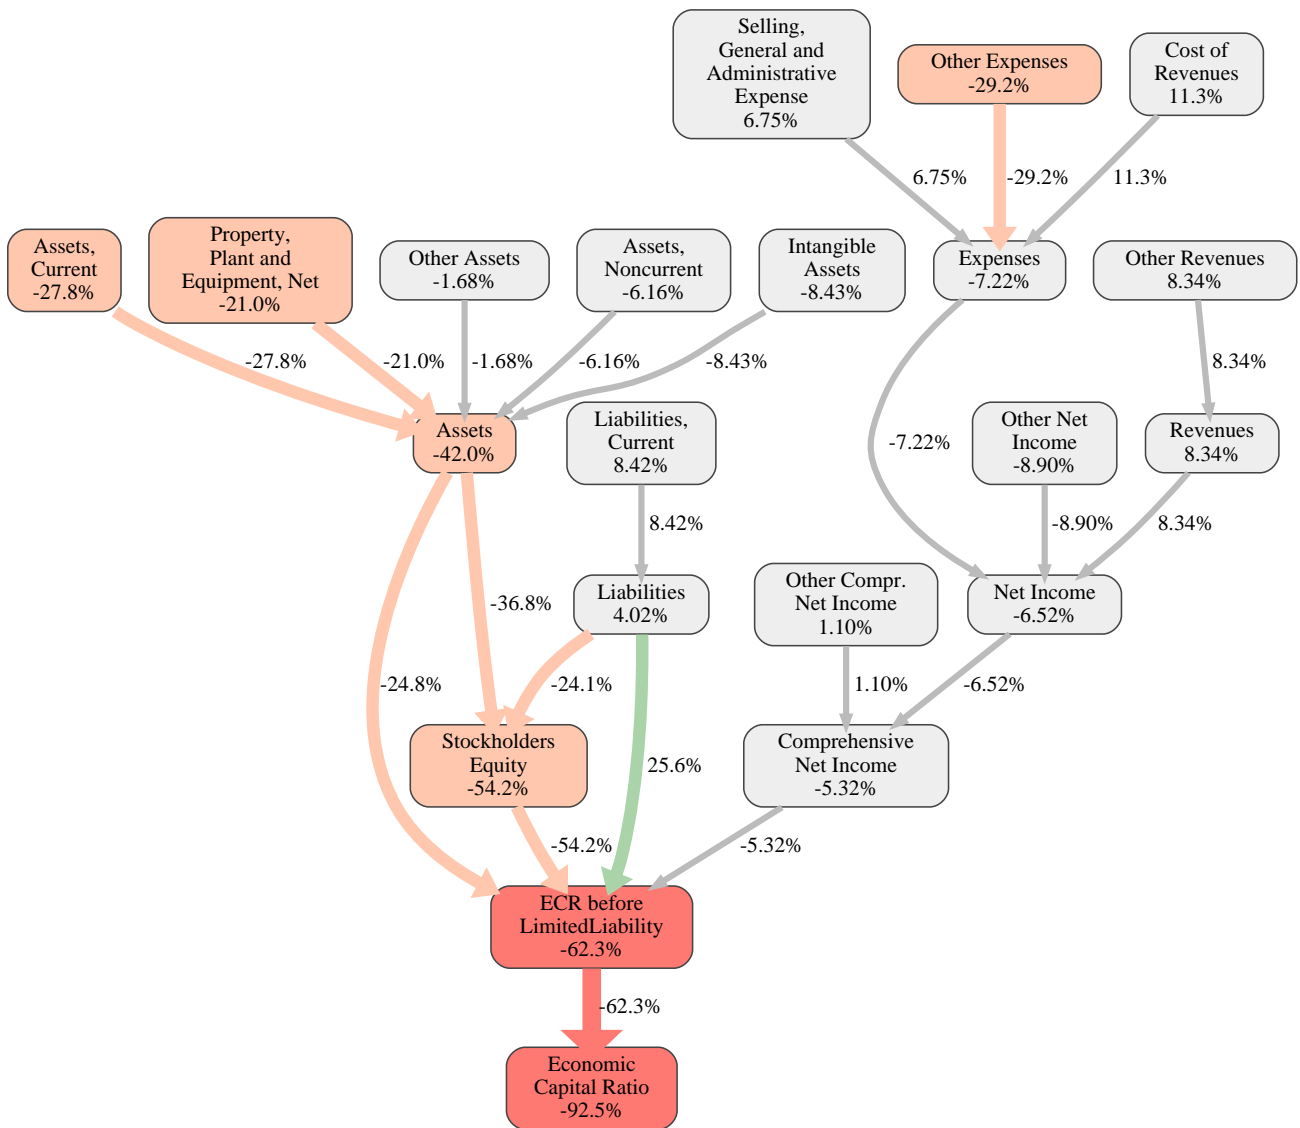 Selling,
General and
Administrative
Expense
6.75%
Other Expenses
-29.2%
Cost of
Revenues
11.3%
6.75%
-29.2%
11.3%
Assets,
Current
-27.8%
Property,
Plant and
Equipment, Net
-21.0%
Other Assets
-1.68%
Assets,
Noncurrent
-6.16%
Intangible
Assets
-8.43%
Expenses
-7.22%
Other Revenues
8.34%
-27.8%
-21.0%
-1.68%
-6.16%
-8.43%
8.34%
Assets
-42.0%
Liabilities,
Current
8.42%
-7.22%
Other Net
Income
-8.90%
Revenues
8.34%
8.42%
-8.90%
8.34%
-36.8%
Liabilities
4.02%
Other Compr.
Net Income
1.10%
Net Income
-6.52%
-24.8%
-24.1%
1.10%
-6.52%
Stockholders
Equity
-54.2%
25.6%
Comprehensive
Net Income
-5.32%
-54.2%
-5.32%
ECR before
LimitedLiability
-62.3%
-62.3%
Economic
Capital Ratio
-92.5%